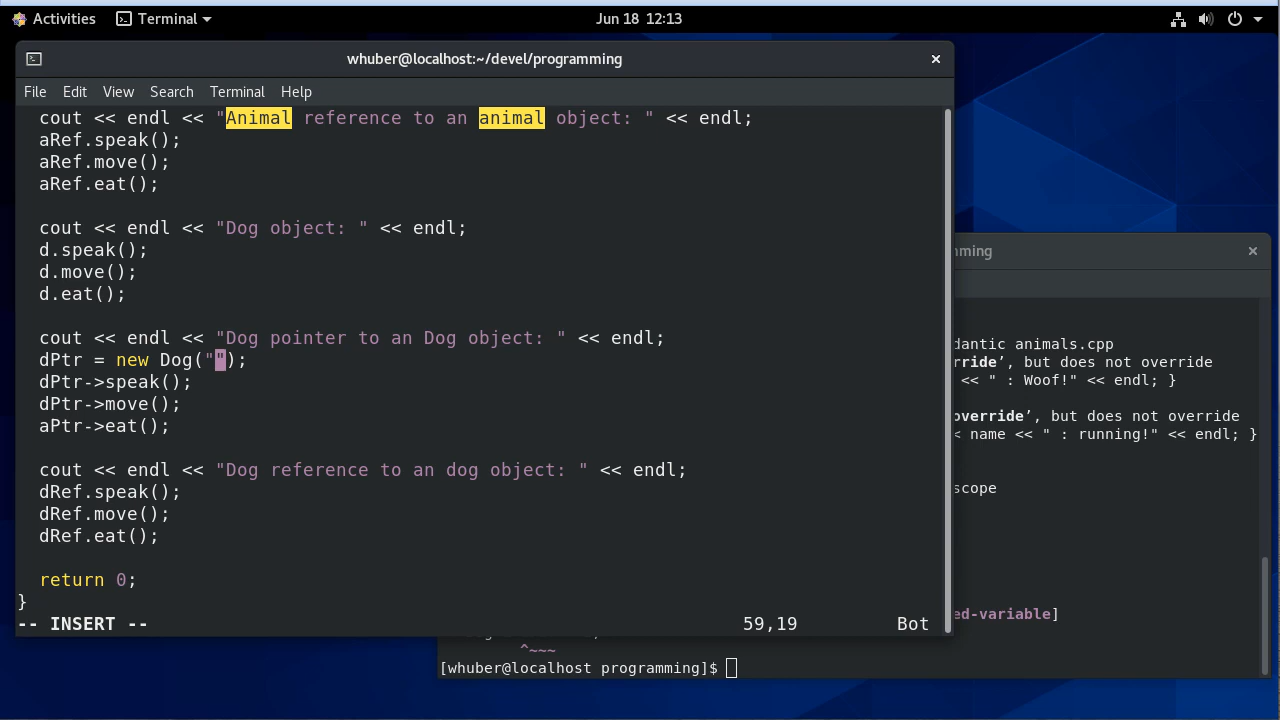 Activities Terminal Jun 18 12:13
whuber@localhost:~/devel/programming
File Edit View Search Terminal Help
cout << endl << "Animal reference to an animal object: " << endl;
aRef.speak();
aRef.move();
aRef.eat();
cout << endl << "Dog object: " << endl;
d.speak();
d.move();
d.eat();
cout << endl << "Dog pointer to an Dog object: " << endl;
dPtr = new Dog("");
dPtr->speak();
dPtr->move();
aPtr->eat();
cout << endl << "Dog reference to an dog object: " << endl;
dRef.speak();
dRef.move();
dRef.eat();
return 0;
}
-- INSERT -- 59,19 Bot
mming
dantic animals.cpp
rride’, but does not override
<< " : Woof!" << endl; }
override’, but does not override
< name << " : running!" << endl; }
scope
ed-variable]
^~~~
[whuber@localhost programming]$